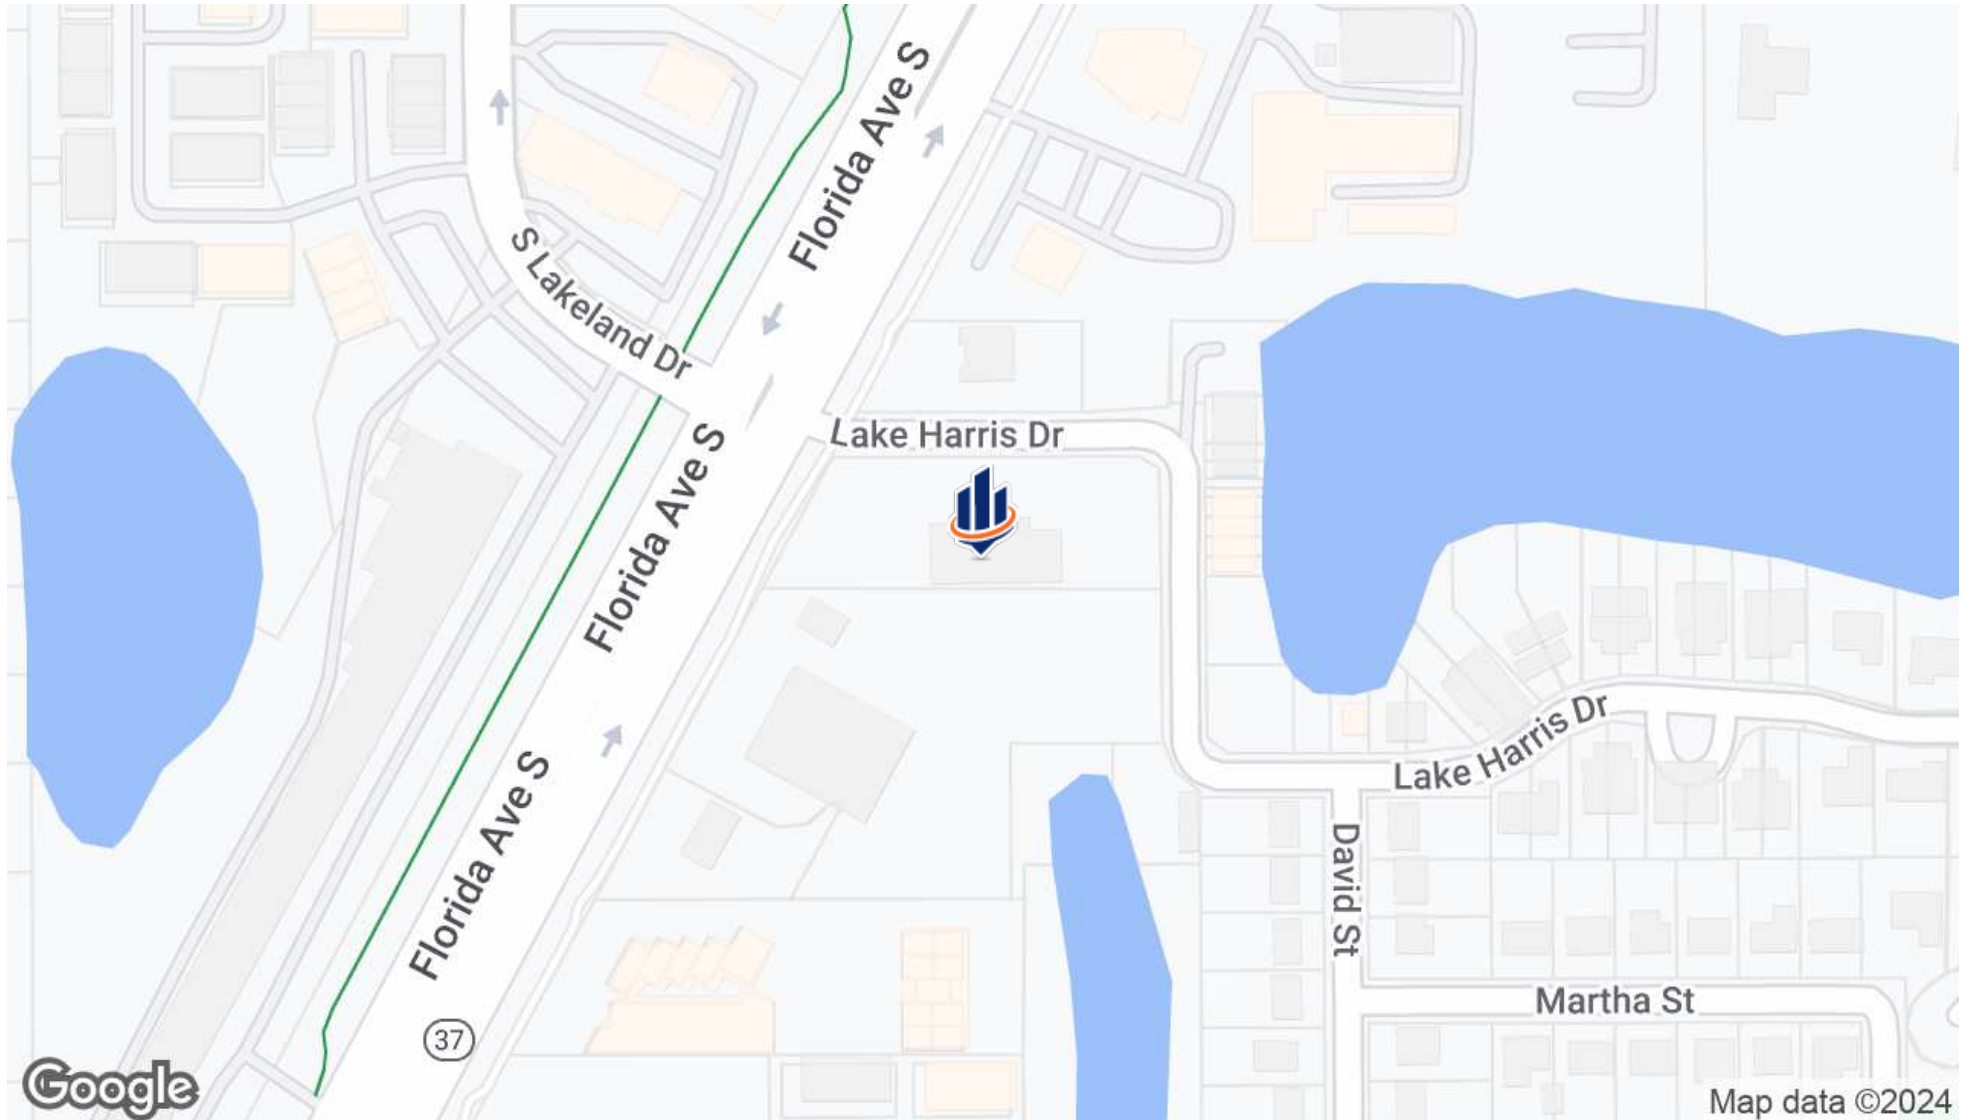 Florida Ave S
S Lakeland Dr
Lake Harris Dr
Florida Ave S
Lake Harris Dr
Florida Ave S
David St
Martha St
37
Google
Map data ©2024